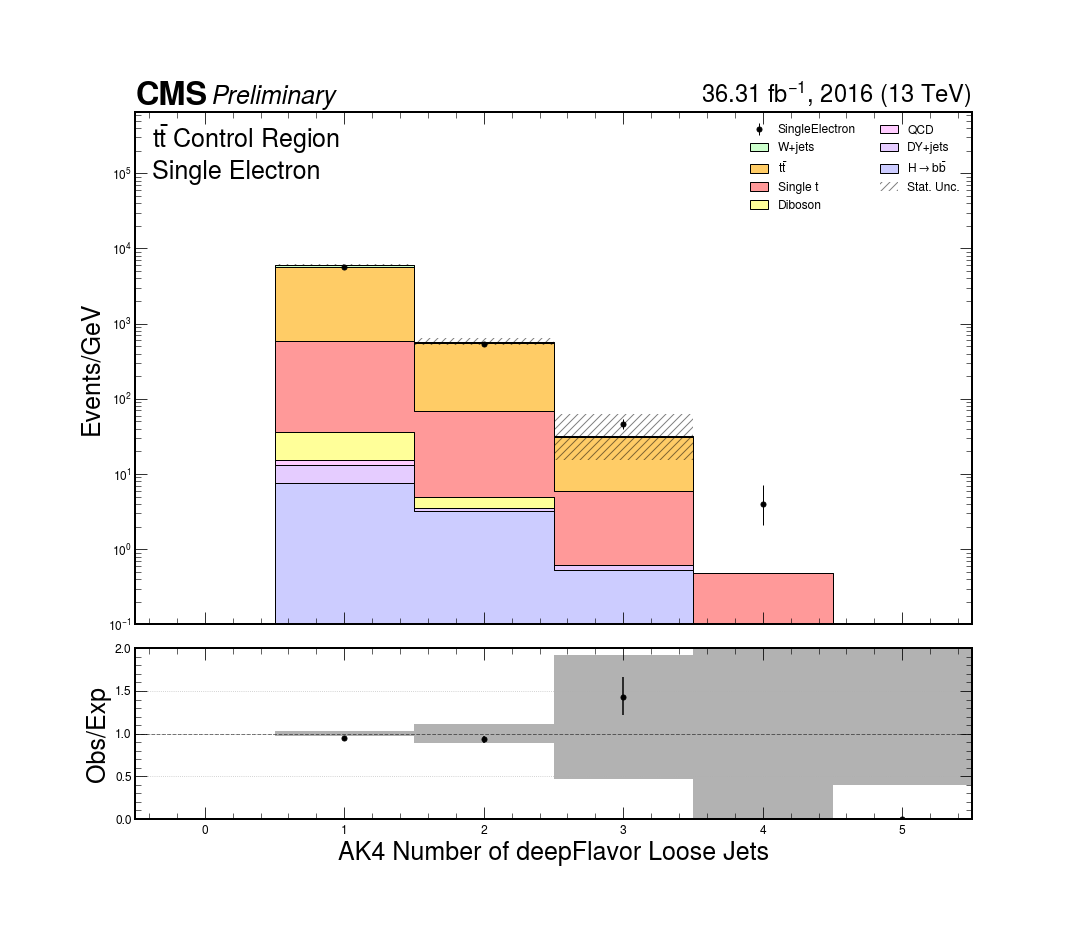 CMS Preliminary
36.31 fb⁻¹, 2016 (13 TeV)
tt̄ Control Region
Single Electron
SingleElectron
W+jets
tt̄
Single t
Diboson
QCD
DY+jets
H→bb̄
Stat. Unc.
Events/GeV
10⁵
10⁴
10³
10²
10¹
10⁰
10⁻¹
Obs/Exp
2.0
1.5
1.0
0.5
0.0
0 1 2 3 4 5
AK4 Number of deepFlavor Loose Jets